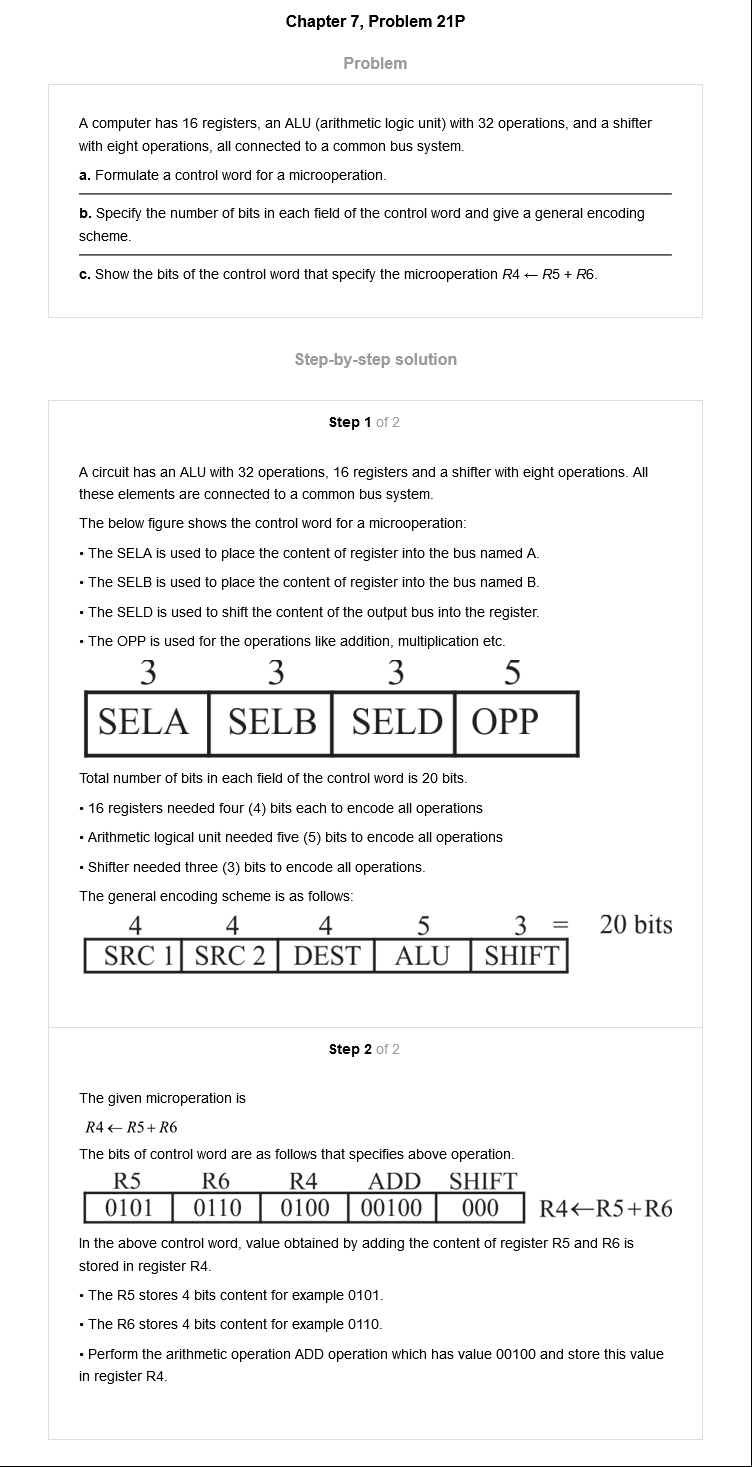 Chapter 7, Problem 21P
Problem
A computer has 16 registers, an ALU (arithmetic logic unit) with 32 operations, and a shifter
with eight operations, all connected to a common bus system.
a. Formulate a control word for a microoperation.
b. Specify the number of bits in each field of the control word and give a general encoding
scheme.
c. Show the bits of the control word that specify the microoperation R4 ← R5 + R6.
Step-by-step solution
Step 1 of 2
A circuit has an ALU with 32 operations, 16 registers and a shifter with eight operations. All
these elements are connected to a common bus system.
The below figure shows the control word for a microoperation:
• The SELA is used to place the content of register into the bus named A.
• The SELB is used to place the content of register into the bus named B.
• The SELD is used to shift the content of the output bus into the register.
• The OPP is used for the operations like addition, multiplication etc.
3 3 3 5
SELA SELB SELD OPP
Total number of bits in each field of the control word is 20 bits.
• 16 registers needed four (4) bits each to encode all operations
• Arithmetic logical unit needed five (5) bits to encode all operations
• Shifter needed three (3) bits to encode all operations.
The general encoding scheme is as follows:
4 4 4 5 3 = 20 bits
SRC 1 SRC 2 DEST ALU SHIFT
Step 2 of 2
The given microperation is
R4 ← R5 + R6
The bits of control word are as follows that specifies above operation.
R5 R6 R4 ADD SHIFT
0101 0110 0100 00100 000 R4←R5+R6
In the above control word, value obtained by adding the content of register R5 and R6 is
stored in register R4.
• The R5 stores 4 bits content for example 0101.
• The R6 stores 4 bits content for example 0110.
• Perform the arithmetic operation ADD operation which has value 00100 and store this value
in register R4.